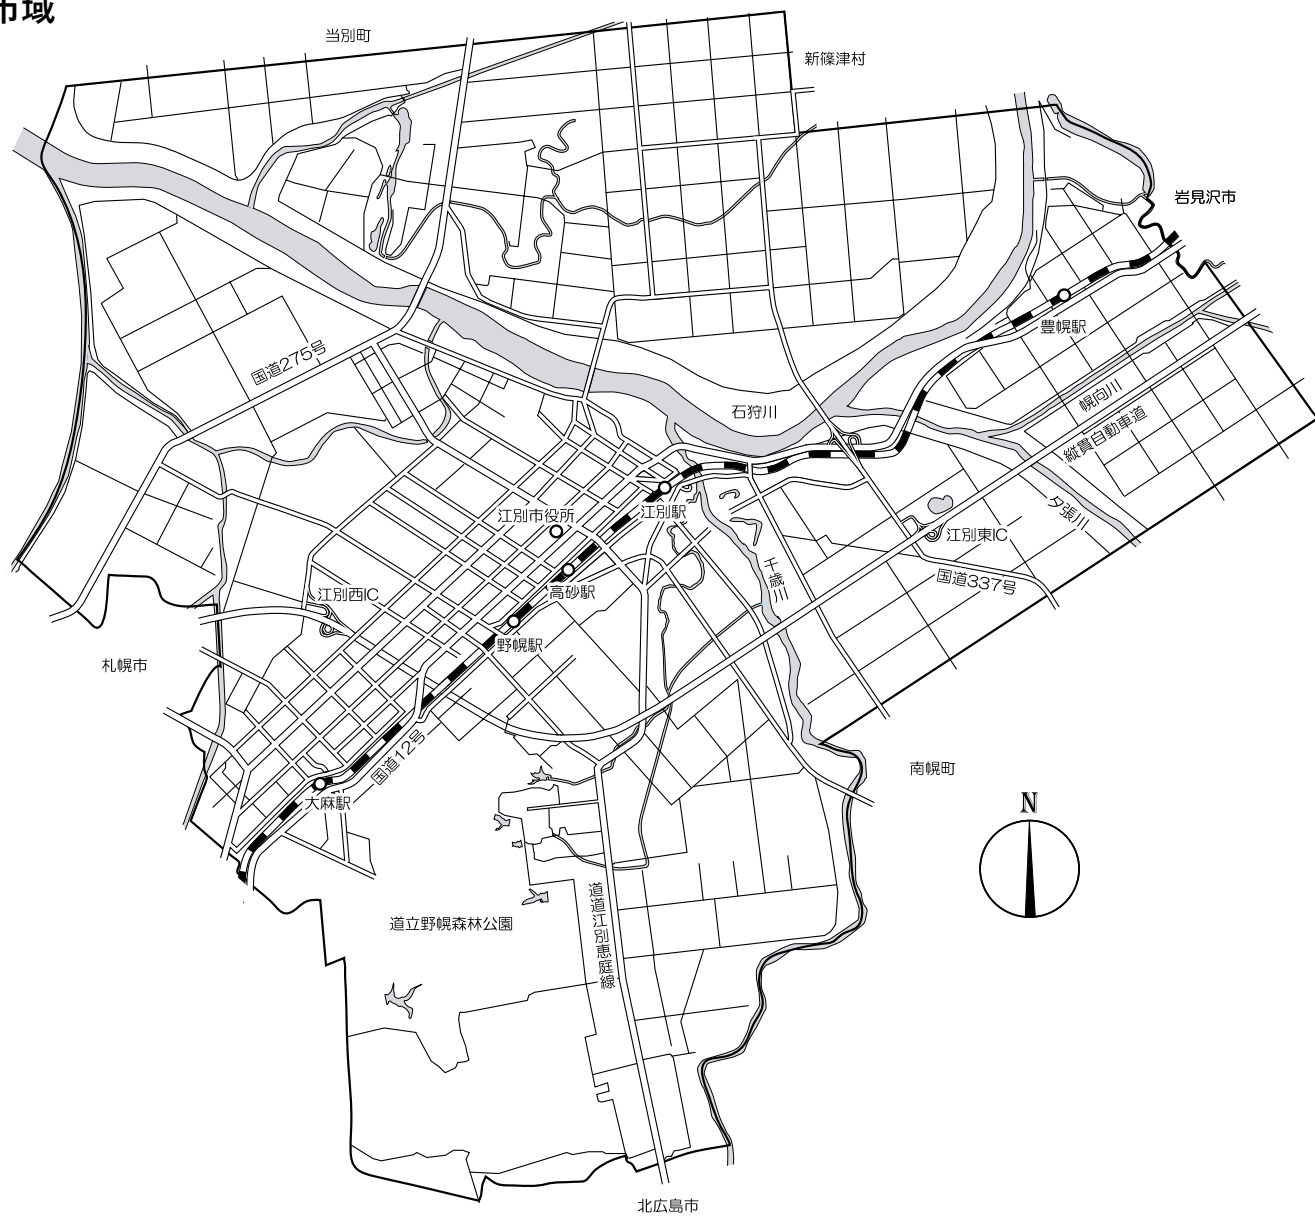 市域
当別町
新篠津村
岩見沢市
豊幌駅
国道275号
幌向川
石狩川
縦貫自動車道
夕張川
江別市役所
江別駅
江別東IC
千歳川
国道337号
高砂駅
江別西IC
野幌駅
札幌市
国道12号
南幌町
大麻駅
N
道立野幌森林公園
道道江別恵庭線
北広島市